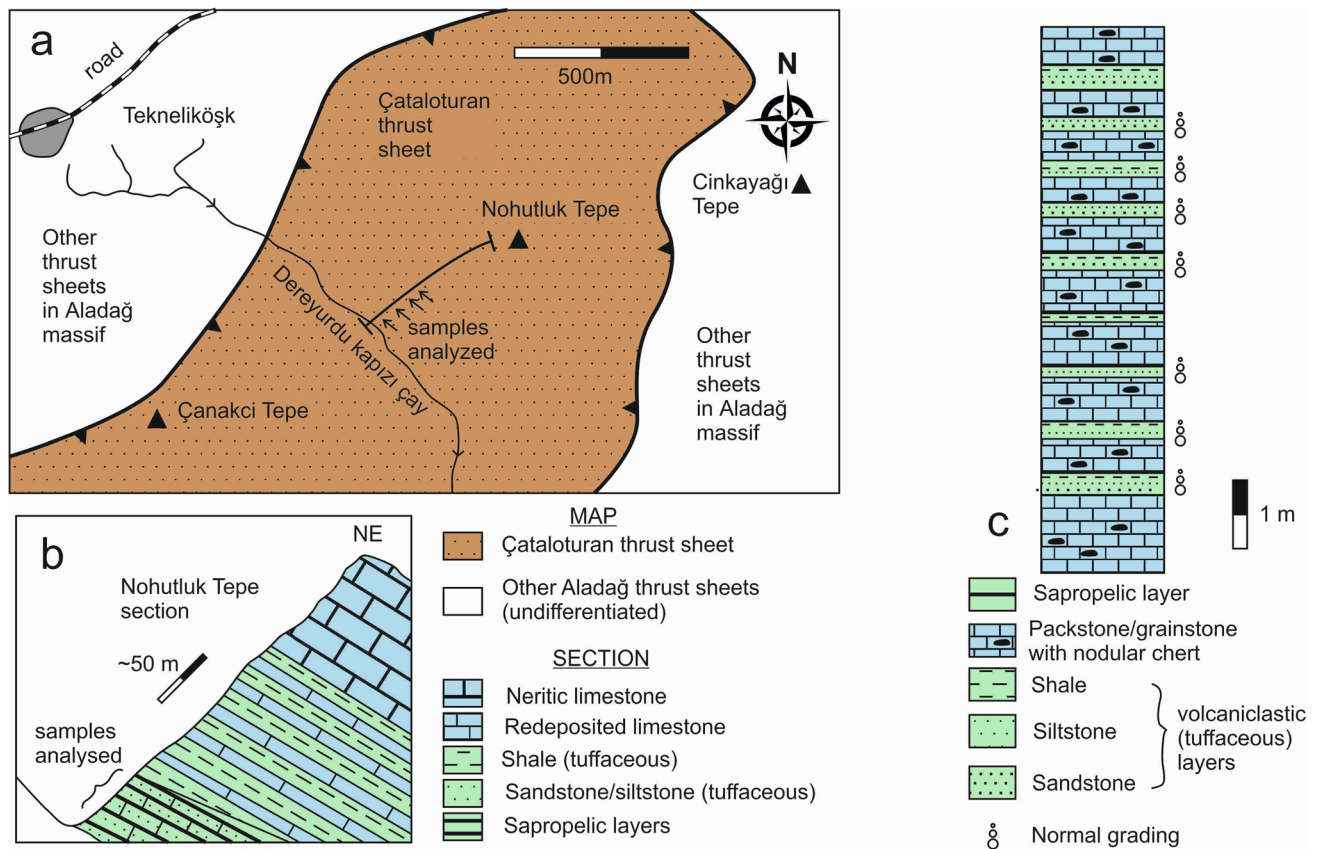 a
road
Tekneliköşk
Çataloturan
thrust
sheet
500m
N
Cinkayağı
Tepe
Nohutluk Tepe
Other
thrust
sheets
in Aladağ
massif
Dereyurdu kapızı çay
samples
analyzed
Other
thrust
sheets
in Aladağ
massif
Çanakci Tepe
b
NE
Nohutluk Tepe
section
~50 m
samples
analysed
MAP
Çataloturan thrust sheet
Other Aladağ thrust sheets
(undifferentiated)
SECTION
Neritic limestone
Redeposited limestone
Shale (tuffaceous)
Sandstone/siltstone (tuffaceous)
Sapropelic layers
c
1 m
Sapropelic layer
Packstone/grainstone
with nodular chert
Shale
Siltstone
Sandstone
volcaniclastic
(tuffaceous)
layers
Normal grading